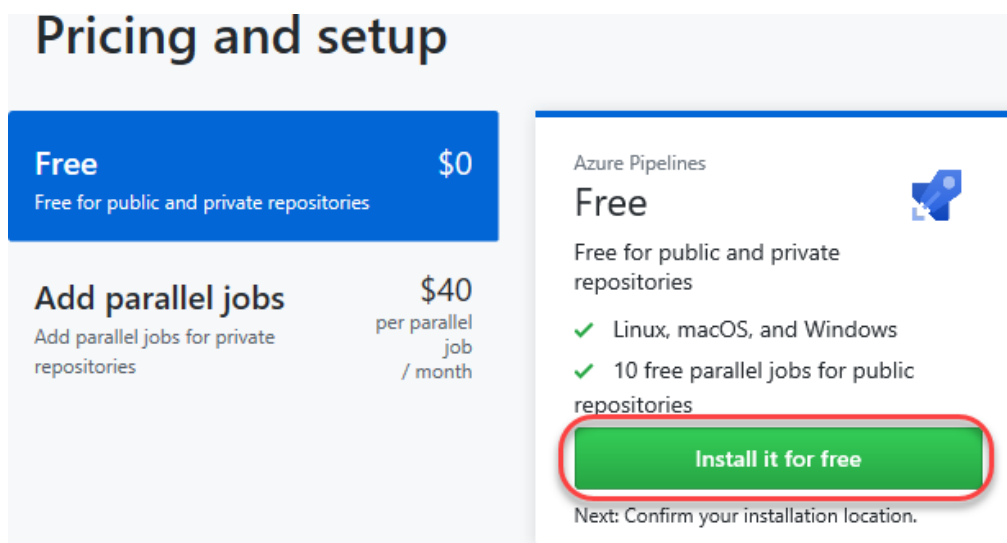 Pricing and setup
Free
$0
Free for public and private repositories
Add parallel jobs
$40
Add parallel jobs for private
repositories
per parallel
job
/ month
Azure Pipelines
Free
Free for public and private
repositories
Linux, macOS, and Windows
10 free parallel jobs for public
repositories
Install it for free
Next: Confirm your installation location.